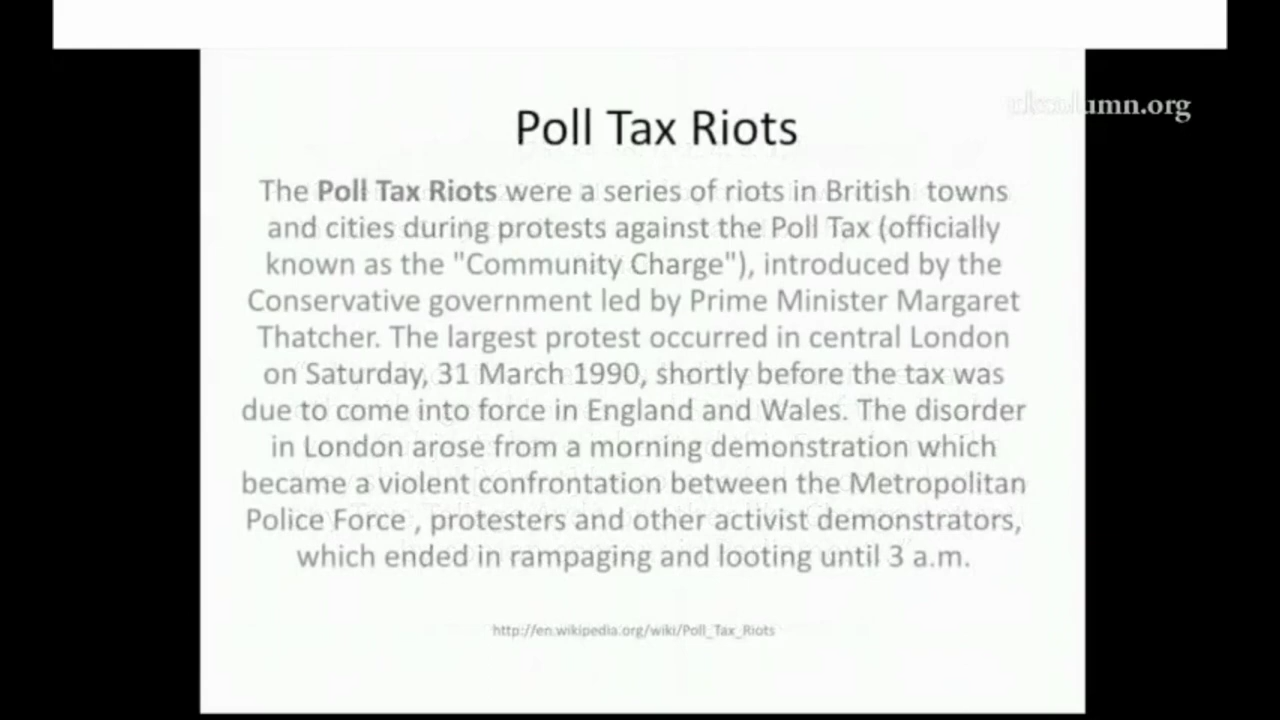 Poll Tax Riots
umn.org
The Poll Tax Riots were a series of riots in British towns
and cities during protests against the Poll Tax (officially
known as the "Community Charge"), introduced by the
Conservative government led by Prime Minister Margaret
Thatcher. The largest protest occurred in central London
on Saturday, 31 March 1990, shortly before the tax was
due to come into force in England and Wales. The disorder
in London arose from a morning demonstration which
became a violent confrontation between the Metropolitan
Police Force , protesters and other activist demonstrators,
which ended in rampaging and looting until 3 a.m.
http://en.wikipedia.org/wiki/Poll_Tax_Riots